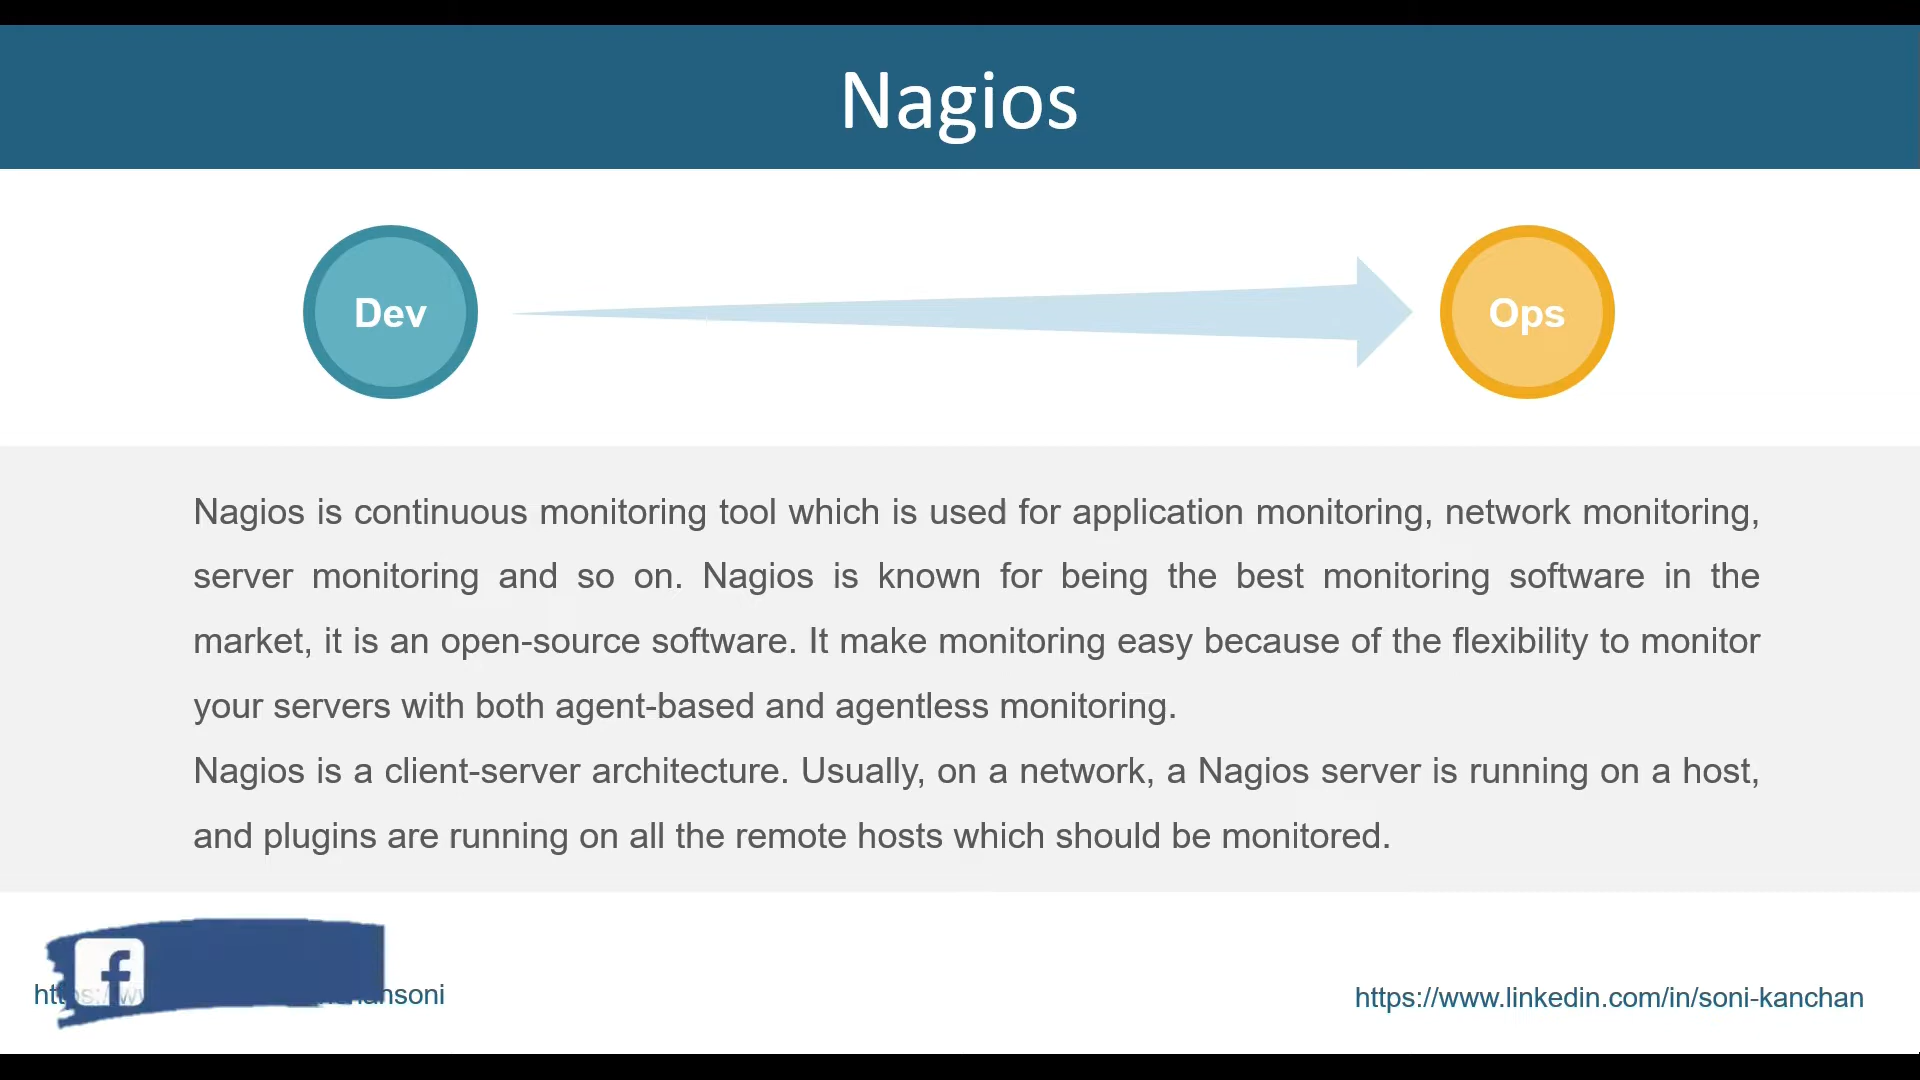 Nagios
Dev
Ops
Nagios is continuous monitoring tool which is used for application monitoring, network monitoring,
server monitoring and so on. Nagios is known for being the best monitoring software in the
market, it is an open-source software. It make monitoring easy because of the flexibility to monitor
your servers with both agent-based and agentless monitoring.
Nagios is a client-server architecture. Usually, on a network, a Nagios server is running on a host,
and plugins are running on all the remote hosts which should be monitored.
https://www.linkedin.com/in/soni-kanchan